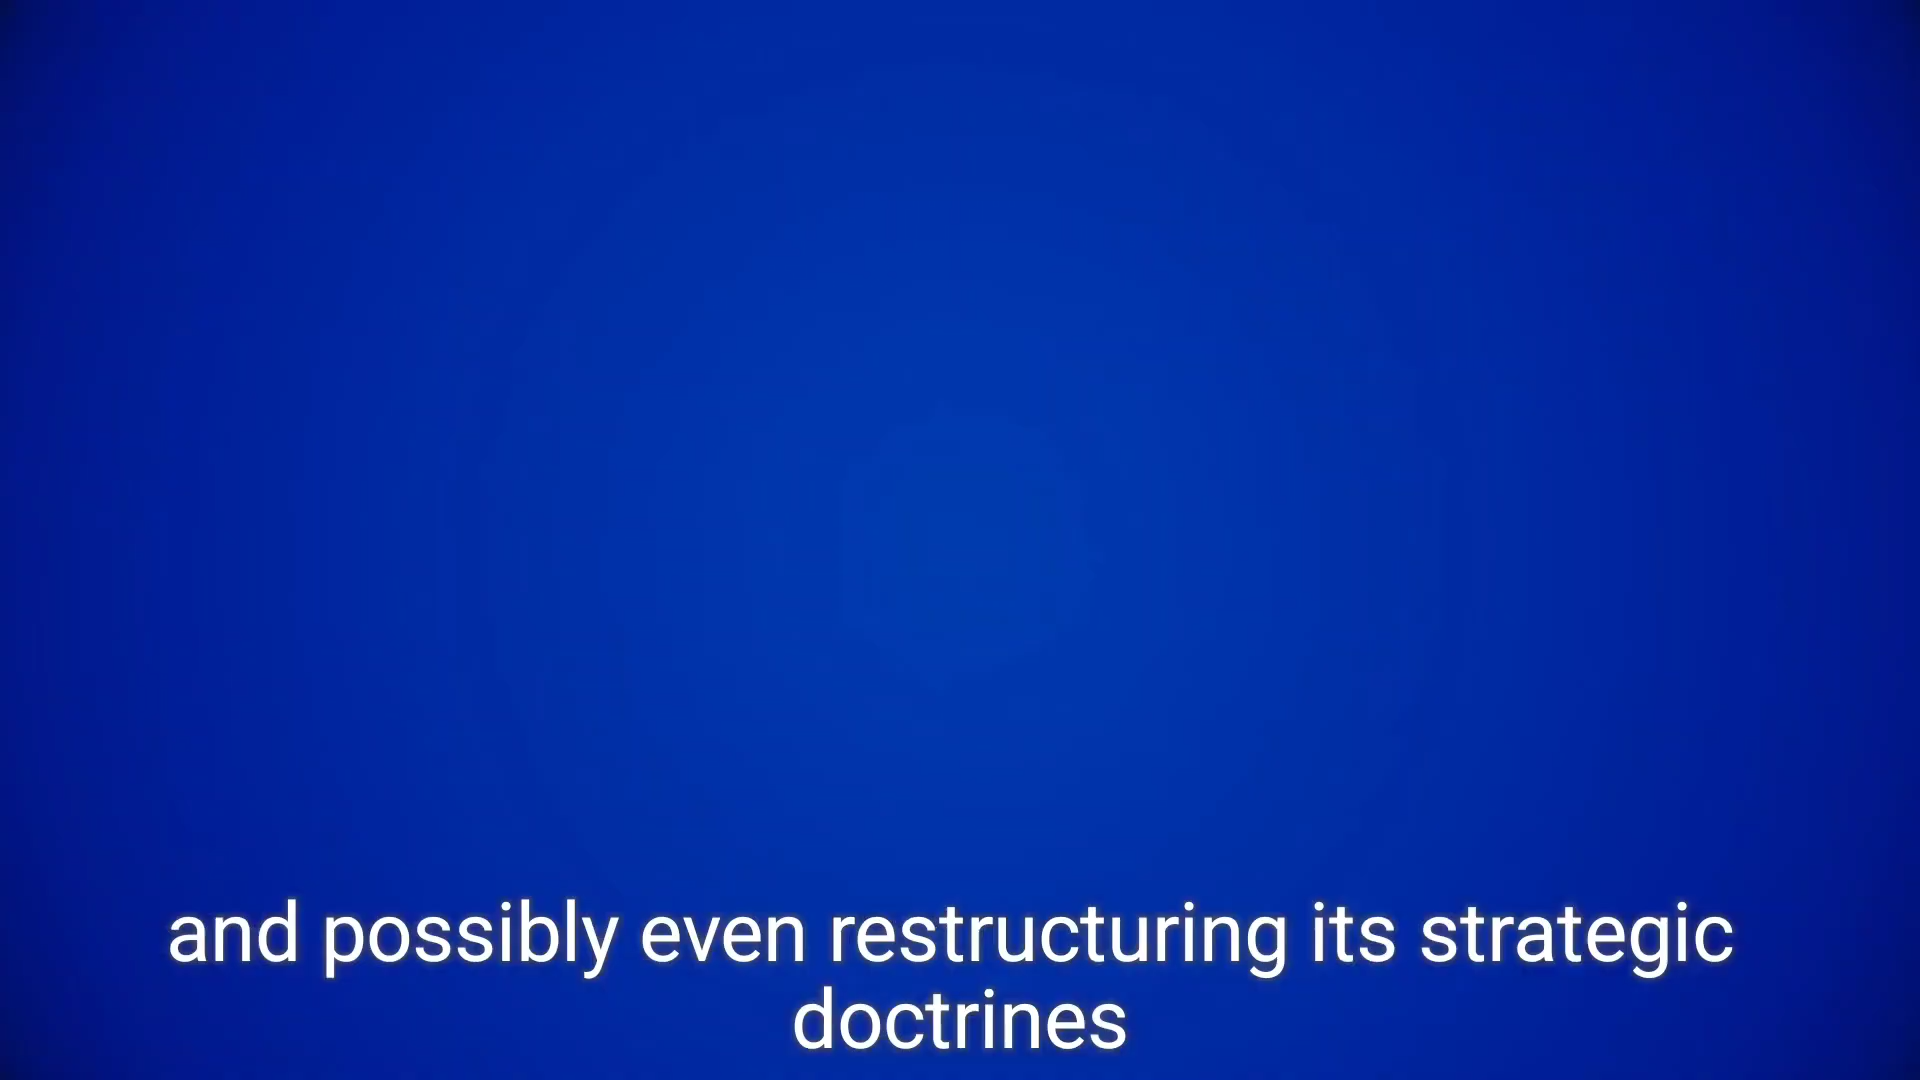 and possibly even restructuring its strategic
doctrines